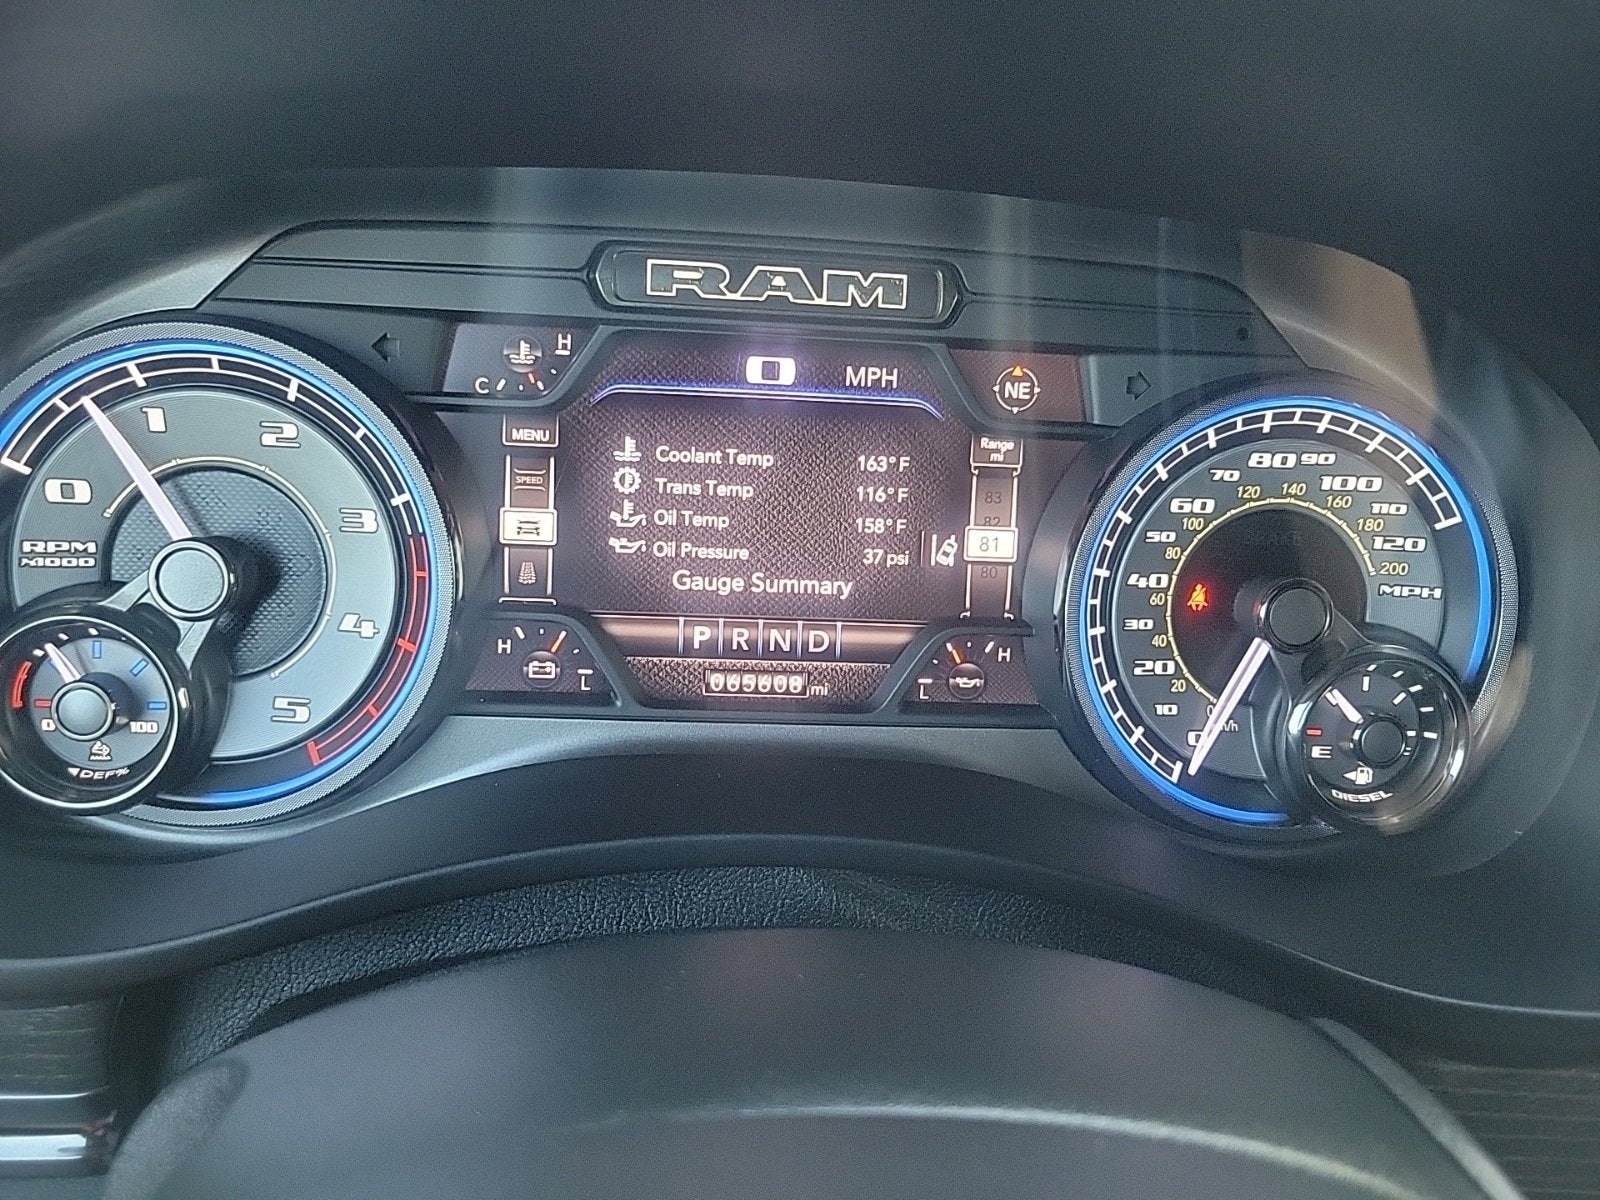 RAM
H
C
0 MPH
NE
MENU
SPEED
Coolant Temp 163°F
Trans Temp 116°F
Oil Temp 158°F
Oil Pressure 37 psi
Gauge Summary
Range
mi
83
82
81
80
P R N D
065608 mi
H
L
L
H
0
1
2
3
4
5
RPM
X1000
0
100
DEF%
0
10
20
30
40
50
60
70
80
90
100
110
120
MPH
20
40
60
80
100
120
140
160
180
200
km/h
E
DIESEL